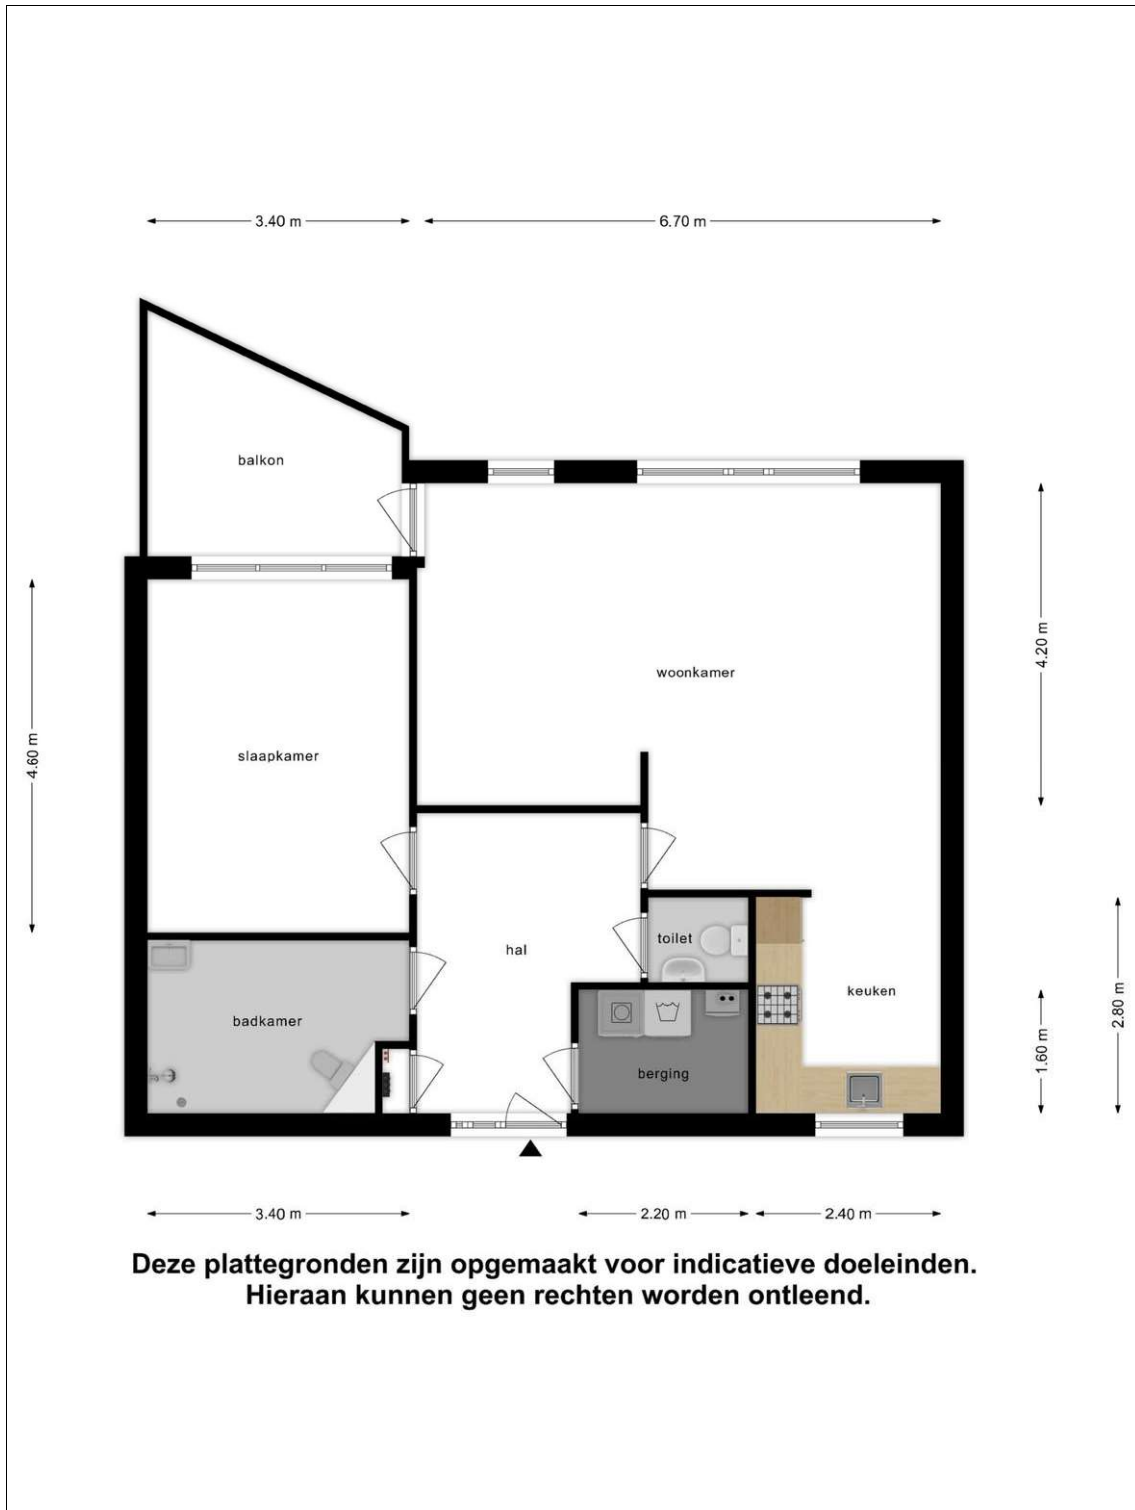 3.40 m
6.70 m
balkon
woonkamer
4.20 m
slaapkamer
4.60 m
toilet
hal
keuken
badkamer
2.80 m
1.60 m
berging
3.40 m
2.20 m
2.40 m
Deze plattegronden zijn opgemaakt voor indicatieve doeleinden.
Hieraan kunnen geen rechten worden ontleend.